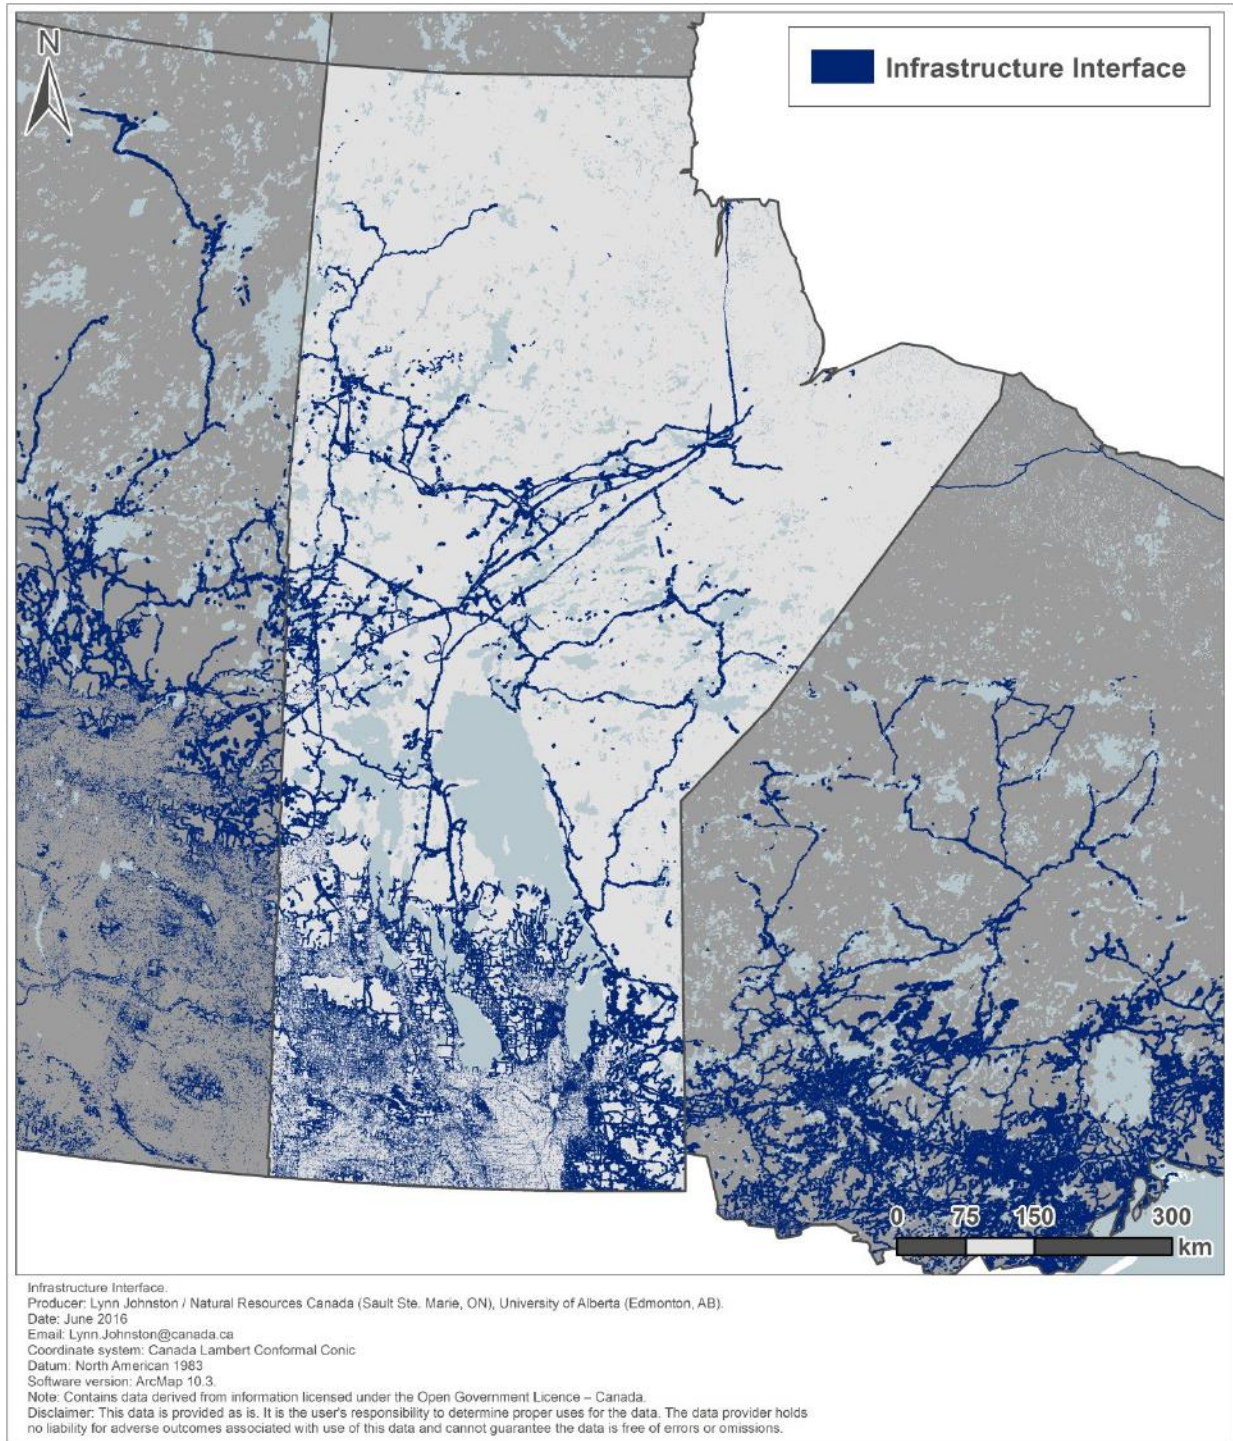 N
Infrastructure Interface
0 75 150 300
km
Infrastructure Interface.
Producer: Lynn Johnston / Natural Resources Canada (Sault Ste. Marie, ON), University of Alberta (Edmonton, AB).
Date: June 2016
Email: Lynn.Johnston@canada.ca
Coordinate system: Canada Lambert Conformal Conic
Datum: North American 1983
Software version: ArcMap 10.3.
Note: Contains data derived from information licensed under the Open Government Licence – Canada.
Disclaimer: This data is provided as is. It is the user's responsibility to determine proper uses for the data. The data provider holds
no liability for adverse outcomes associated with use of this data and cannot guarantee the data is free of errors or omissions.